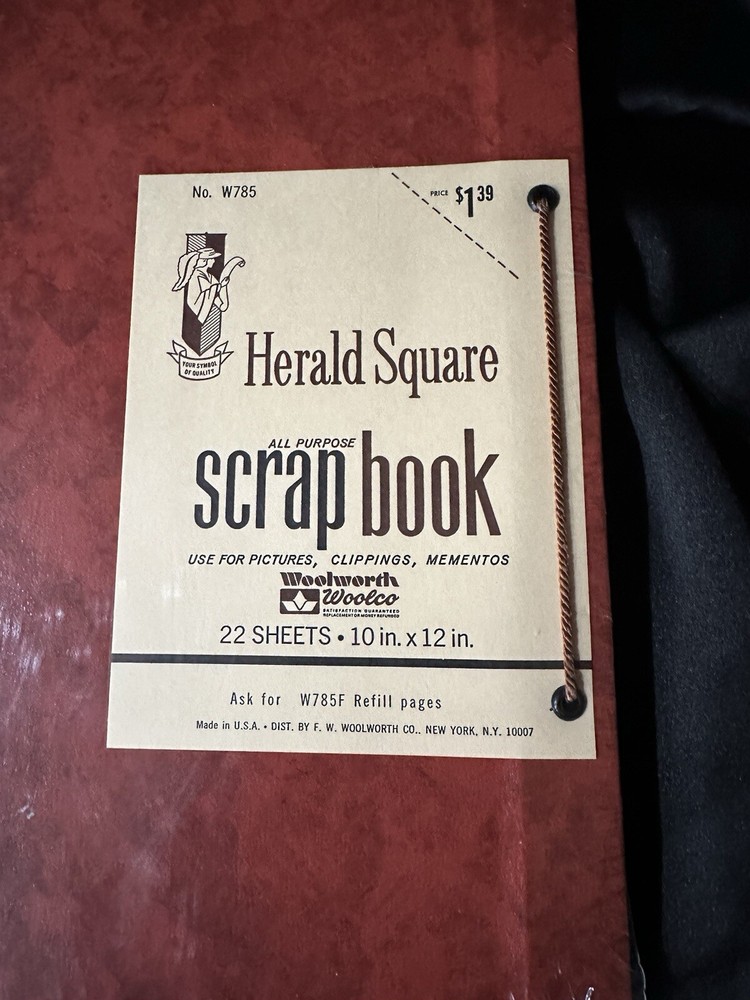 No. W785
PRICE $1.39
YOUR SYMBOL
OF QUALITY
Herald Square
ALL PURPOSE
scrap book
USE FOR PICTURES, CLIPPINGS, MEMENTOS
Woolworth
Woolco
SATISFACTION GUARANTEED
REPLACEMENT OR MONEY REFUNDED
22 SHEETS • 10 in. x 12 in.
Ask for W785F Refill pages
Made in U.S.A. • DIST. BY F. W. WOOLWORTH CO.. NEW YORK, N.Y. 10007